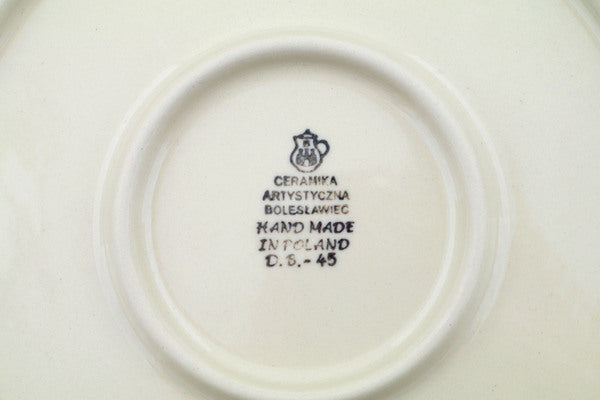 CERAMIKA
ARTYSTYCZNA
BOLESŁAWIEC
HAND MADE
IN POLAND
D.S.-45